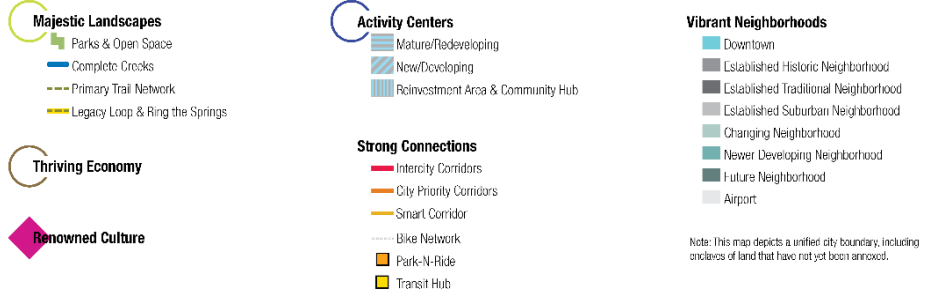 Majestic Landscapes
Parks & Open Space
Complete Creeks
Primary Trail Network
Legacy Loop & Ring the Springs
Thriving Economy
Renowned Culture
Activity Centers
Mature/Redeveloping
New/Developing
Reinvestment Area & Community Hub
Strong Connections
Intercity Corridors
City Priority Corridors
Smart Corridor
Bike Network
Park-N-Ride
Transit Hub
Vibrant Neighborhoods
Downtown
Established Historic Neighborhood
Established Traditional Neighborhood
Established Suburban Neighborhood
Changing Neighborhood
Newer Developing Neighborhood
Future Neighborhood
Airport
Note: This map depicts a unified city boundary, including
enclaves of land that have not yet been annexed.